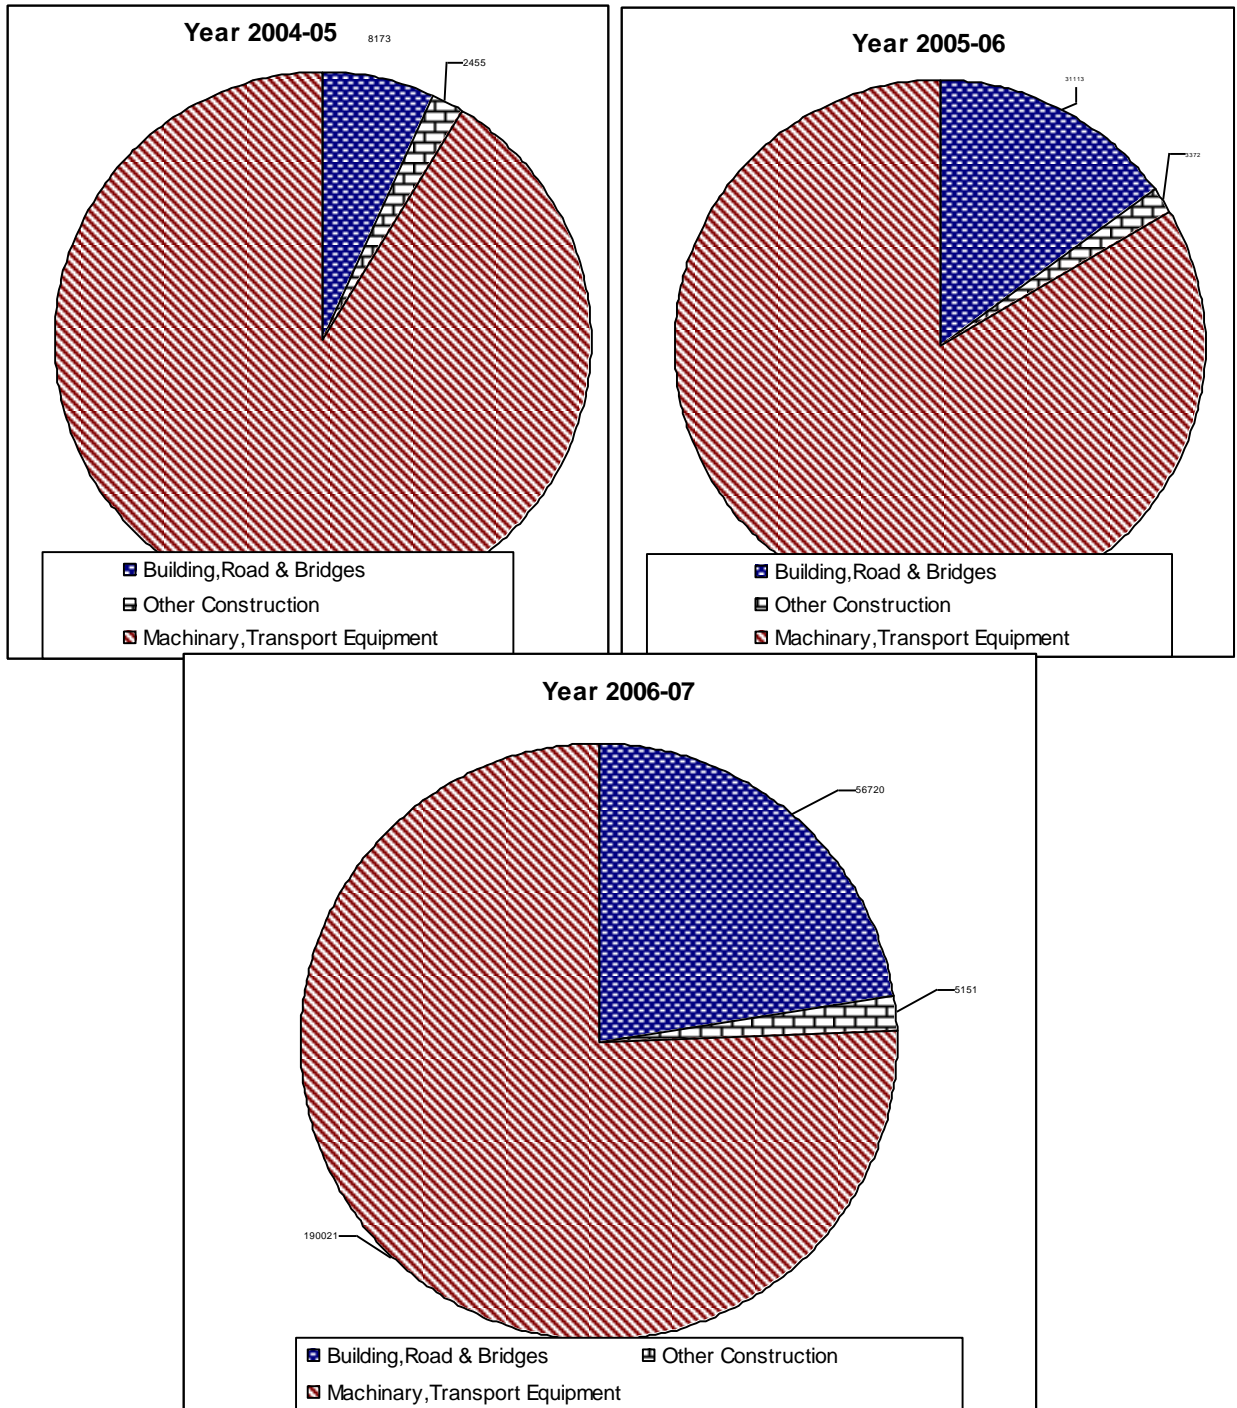 Year 2004-05
8173
2455
Building,Road & Bridges
Other Construction
Machinary,Transport Equipment
Year 2005-06
31113
3372
Building,Road & Bridges
Other Construction
Machinary,Transport Equipment
Year 2006-07
56720
5151
190021
Building,Road & Bridges
Other Construction
Machinary,Transport Equipment